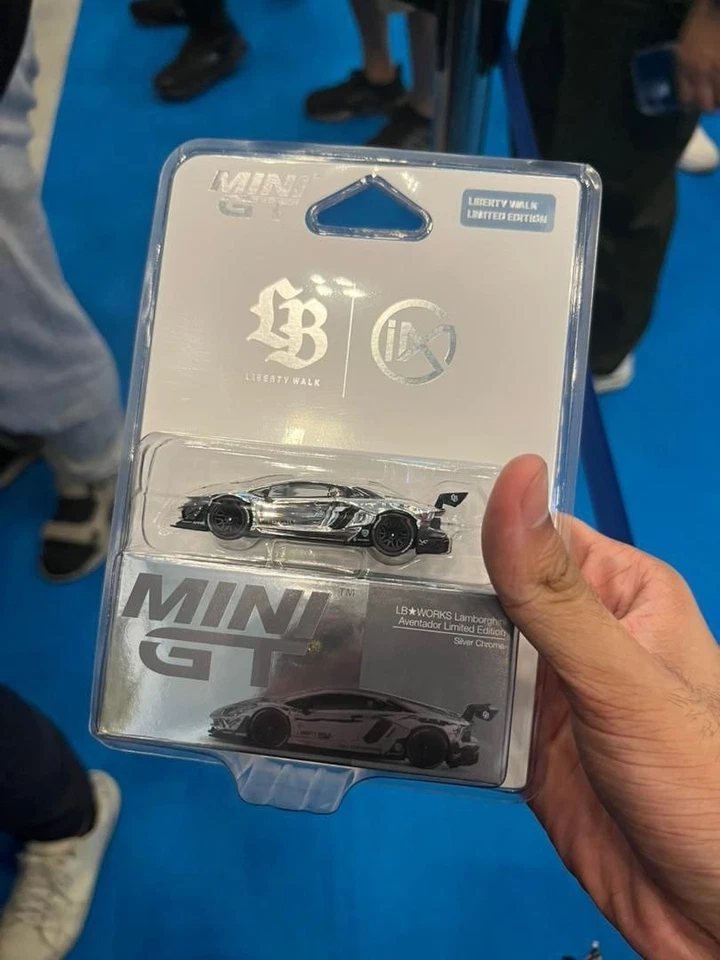 MINI
GT
LIBERTY WALK
LIMITED EDITION
LB
LIBERTY WALK
MINI
GT
TM
LB★WORKS Lamborghini
Aventador Limited Edition
Silver Chrome